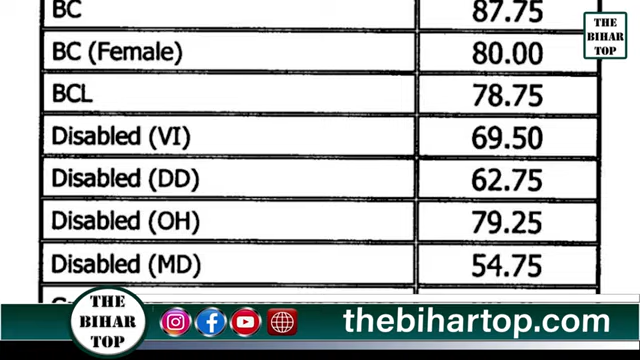 BC 87.75
THE
BIHAR
TOP
BC (Female) 80.00
BCL 78.75
Disabled (VI) 69.50
Disabled (DD) 62.75
Disabled (OH) 79.25
Disabled (MD) 54.75
THE
BIHAR
TOP
thebihartop.com